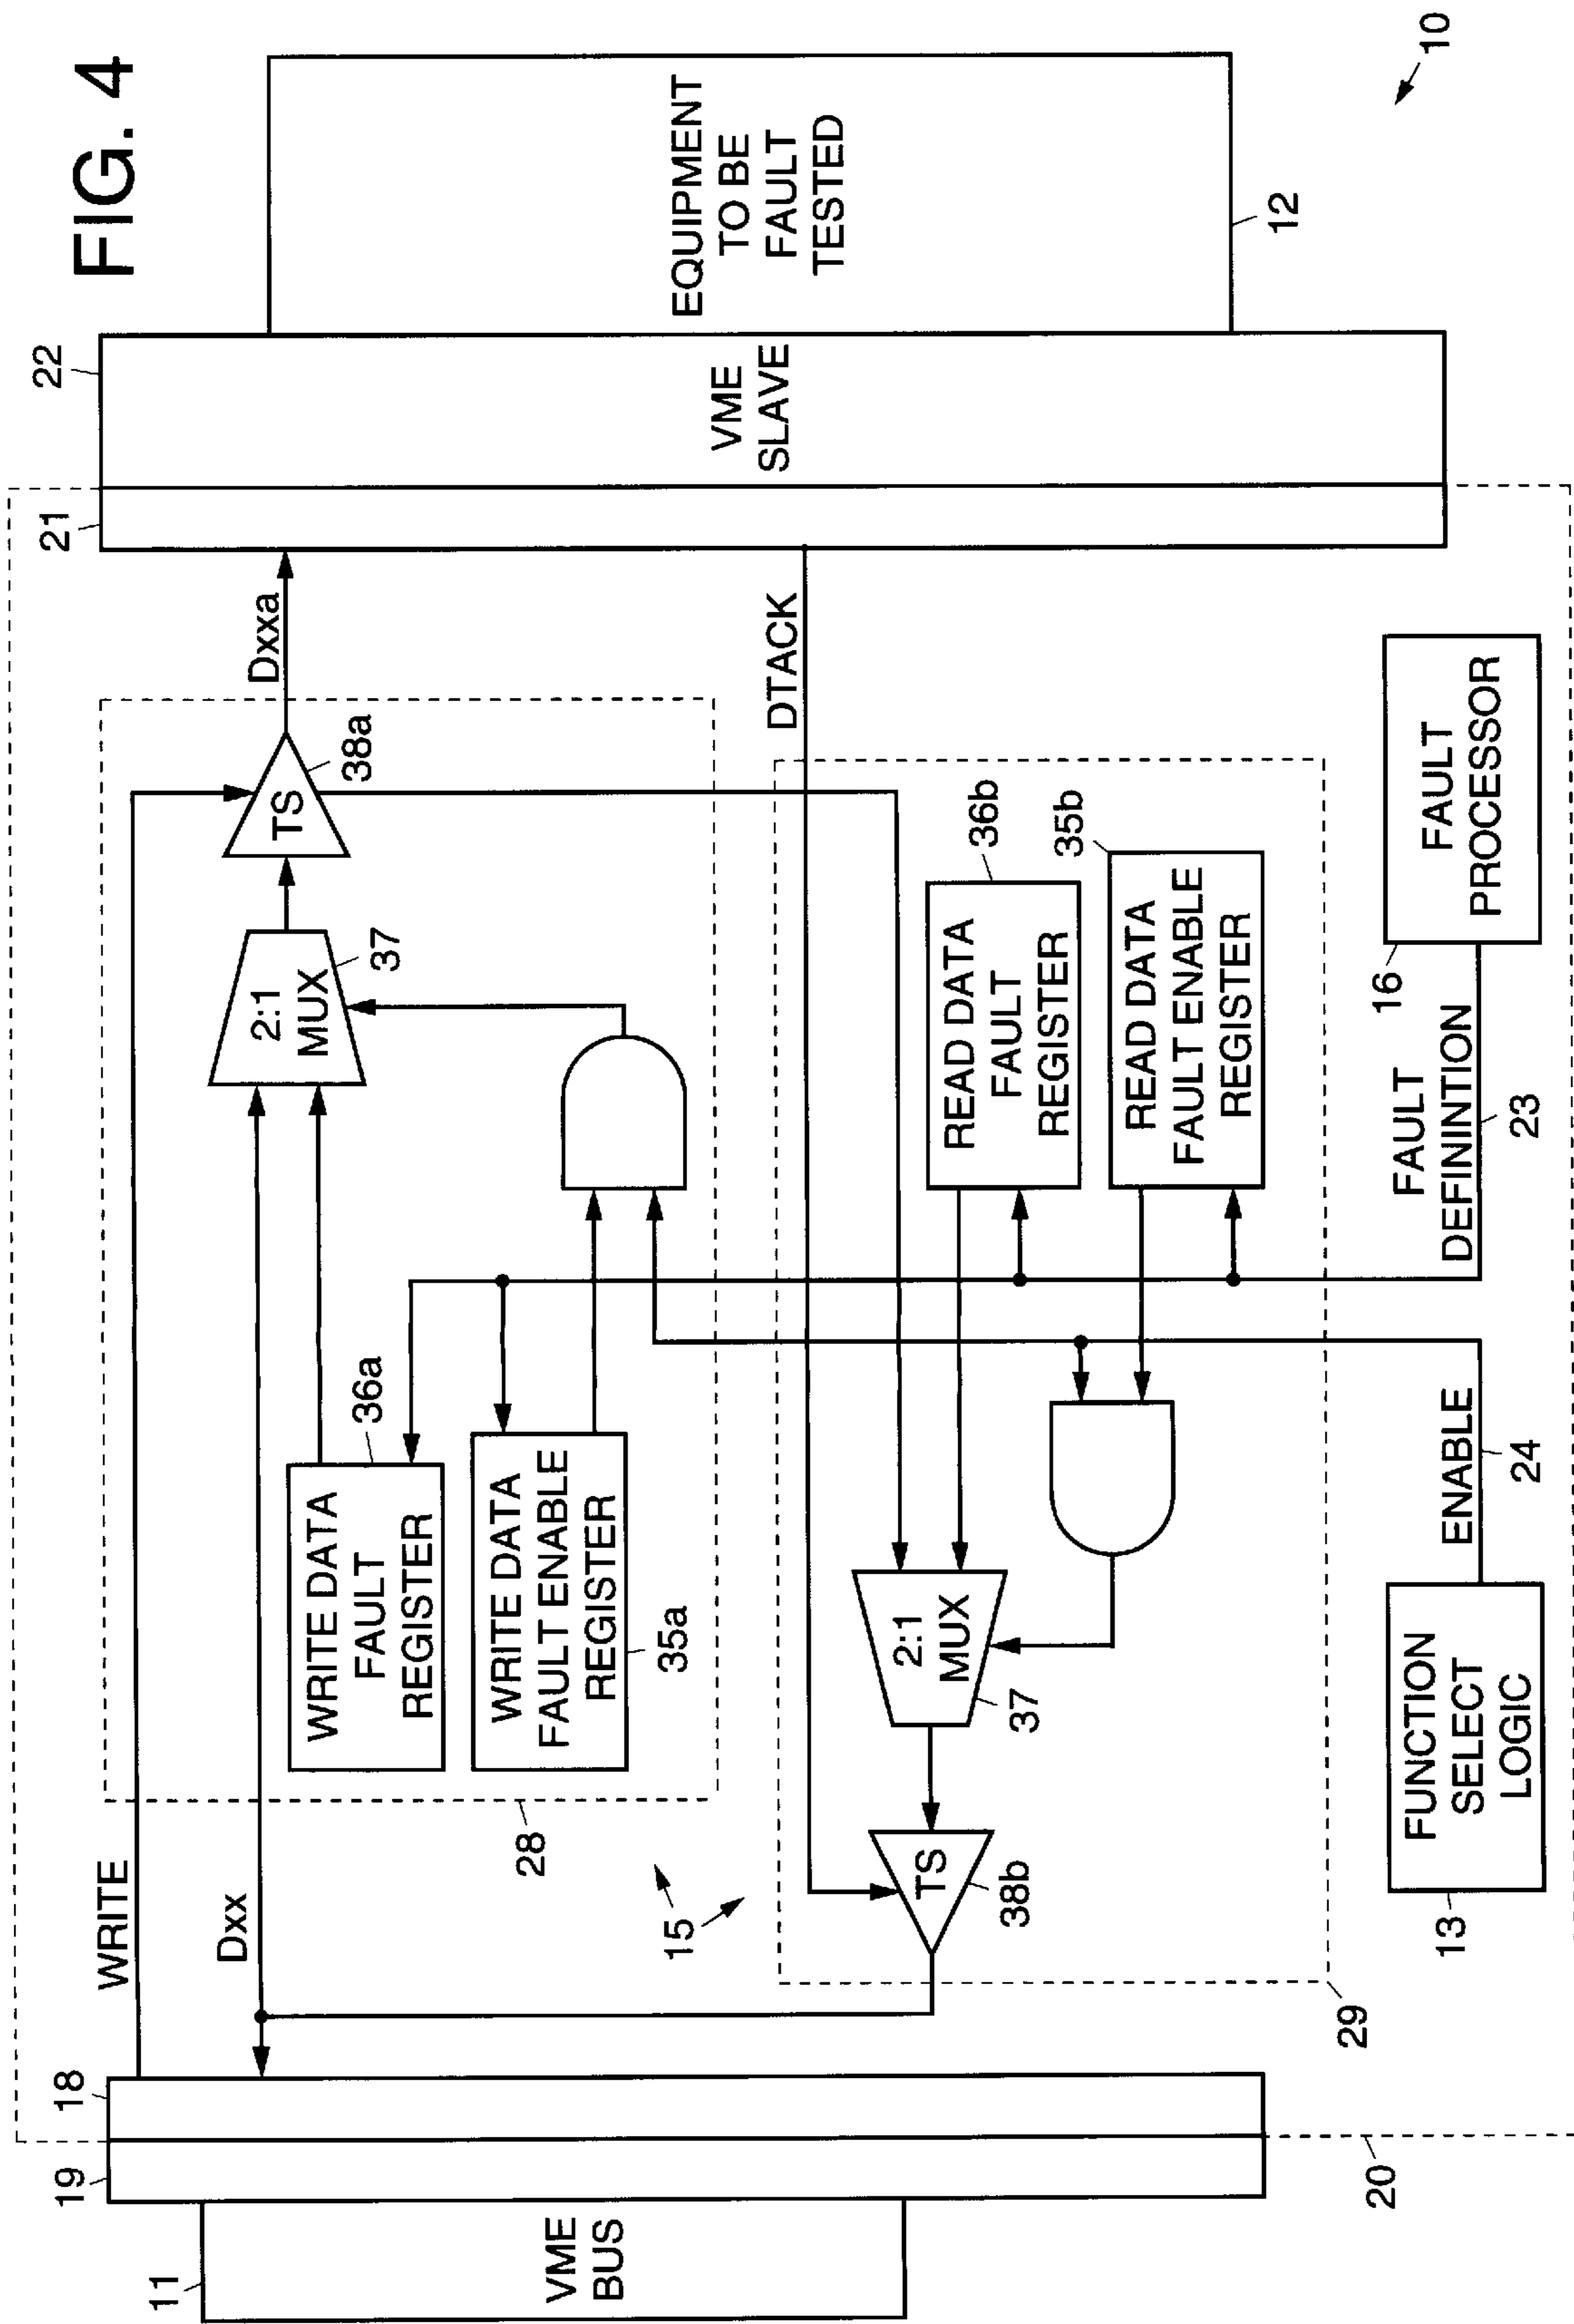 FIG. 4
10
11
VME
BUS
19
18
20
WRITE
Dxx
28
WRITE DATA
FAULT
REGISTER
36a
WRITE DATA
FAULT ENABLE
REGISTER
35a
2:1
MUX
37
TS
38a
Dxxa
21
22
VME
SLAVE
EQUIPMENT
TO BE
FAULT
TESTED
12
15
DTACK
TS
38b
2:1
MUX
37
READ DATA
FAULT
REGISTER
36b
READ DATA
FAULT ENABLE
REGISTER
35b
29
FUNCTION
SELECT
LOGIC
13
ENABLE
24
FAULT
DEFININTION
23
FAULT
PROCESSOR
16